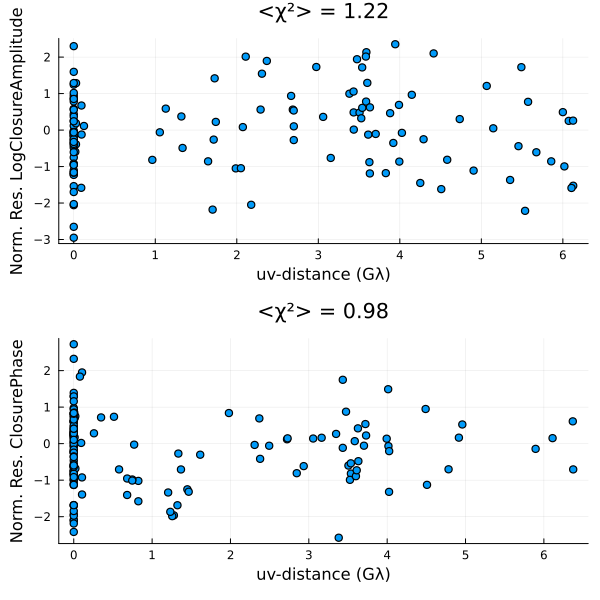 <χ²> = 1.22
Norm. Res. LogClosureAmplitude
2
1
0
−1
−2
−3
0 1 2 3 4 5 6
uv-distance (Gλ)
<χ²> = 0.98
Norm. Res. ClosurePhase
2
1
0
−1
−2
0 1 2 3 4 5 6
uv-distance (Gλ)